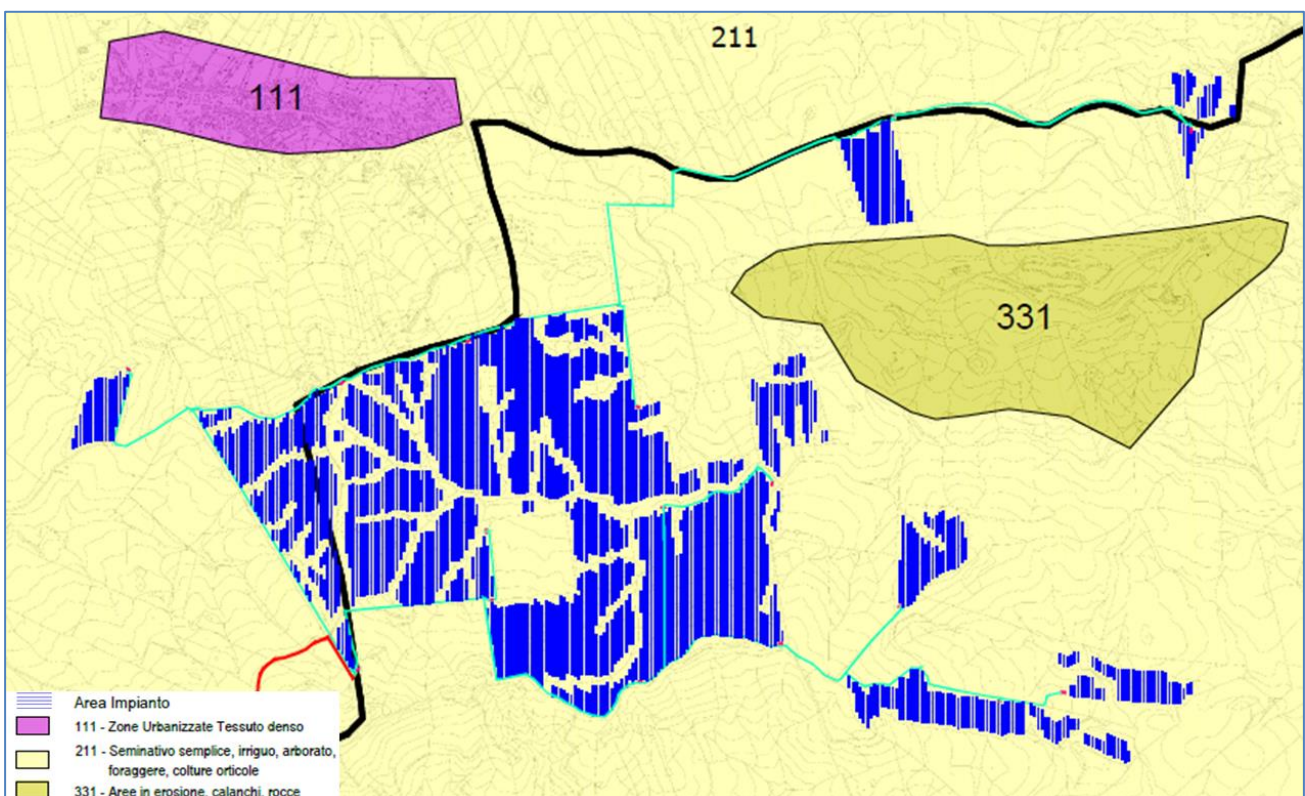 211
111
331
Area Impianto
111 - Zone Urbanizzate Tessuto denso
211 - Seminativo semplice, irriguo, arborato,
foraggere, colture orticole
331 - Aree in erosione, calanchi, rocce